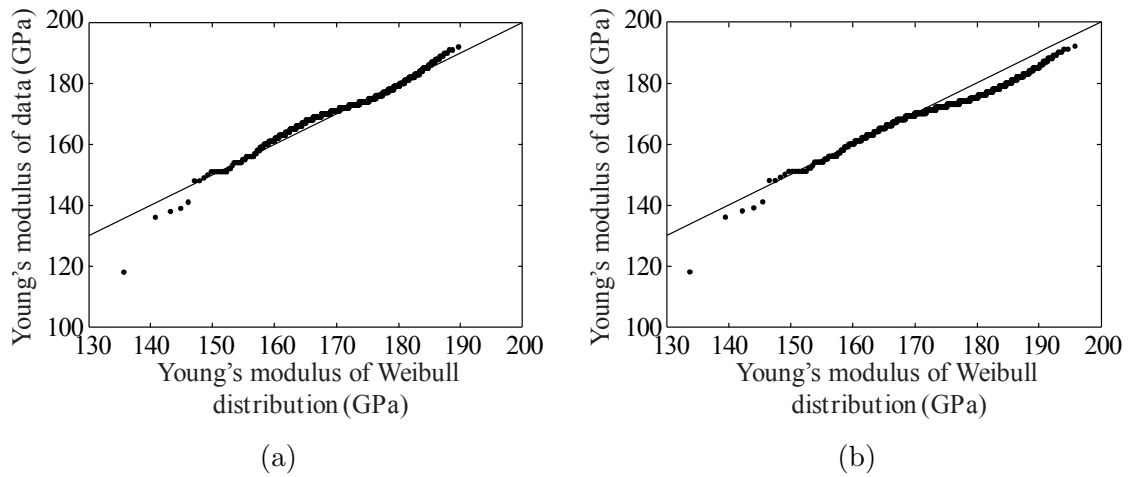 Young's modulus of data (GPa)
200
180
160
140
120
100
130 140 150 160 170 180 190 200
Young's modulus of Weibull
distribution (GPa)
(a)
Young's modulus of data (GPa)
200
180
160
140
120
100
130 140 150 160 170 180 190 200
Young's modulus of Weibull
distribution (GPa)
(b)